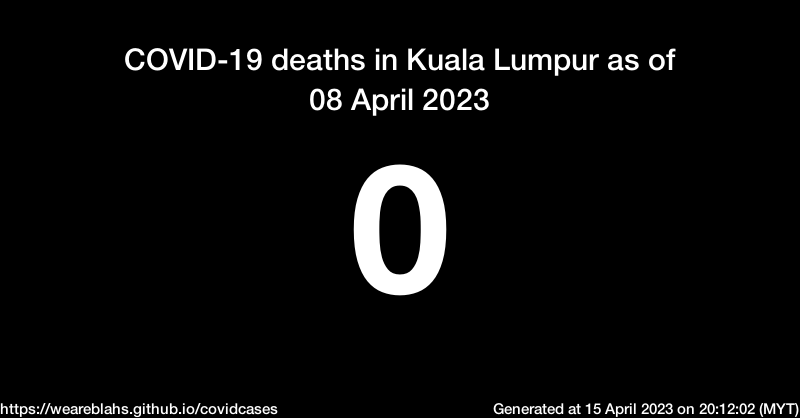 COVID-19 deaths in Kuala Lumpur as of
08 April 2023
0
https://weareblahs.github.io/covidcases
Generated at 15 April 2023 on 20:12:02 (MYT)